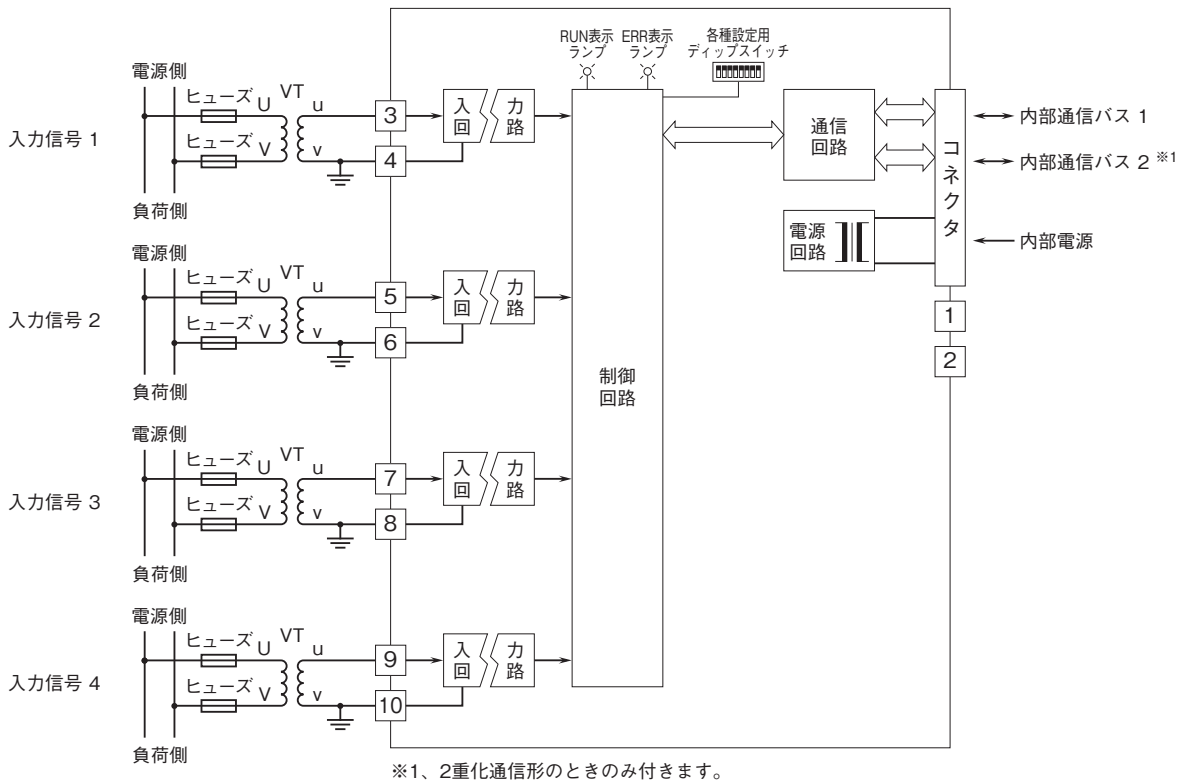 RUN表示
ランプ
ERR表示
ランプ
各種設定用
ディップスイッチ
入力信号 1
電源側
ヒューズ
U
VT
u
ヒューズ
V
v
負荷側
3
4
入力
回路
入力信号 2
電源側
ヒューズ
U
VT
u
ヒューズ
V
v
負荷側
5
6
入力
回路
入力信号 3
電源側
ヒューズ
U
VT
u
ヒューズ
V
v
負荷側
7
8
入力
回路
入力信号 4
電源側
ヒューズ
U
VT
u
ヒューズ
V
v
負荷側
9
10
入力
回路
制御
回路
通信
回路
電源
回路
コネクタ
内部通信バス 1
内部通信バス 2 ※1
内部電源
1
2
※1、2重化通信形のときのみ付きます。